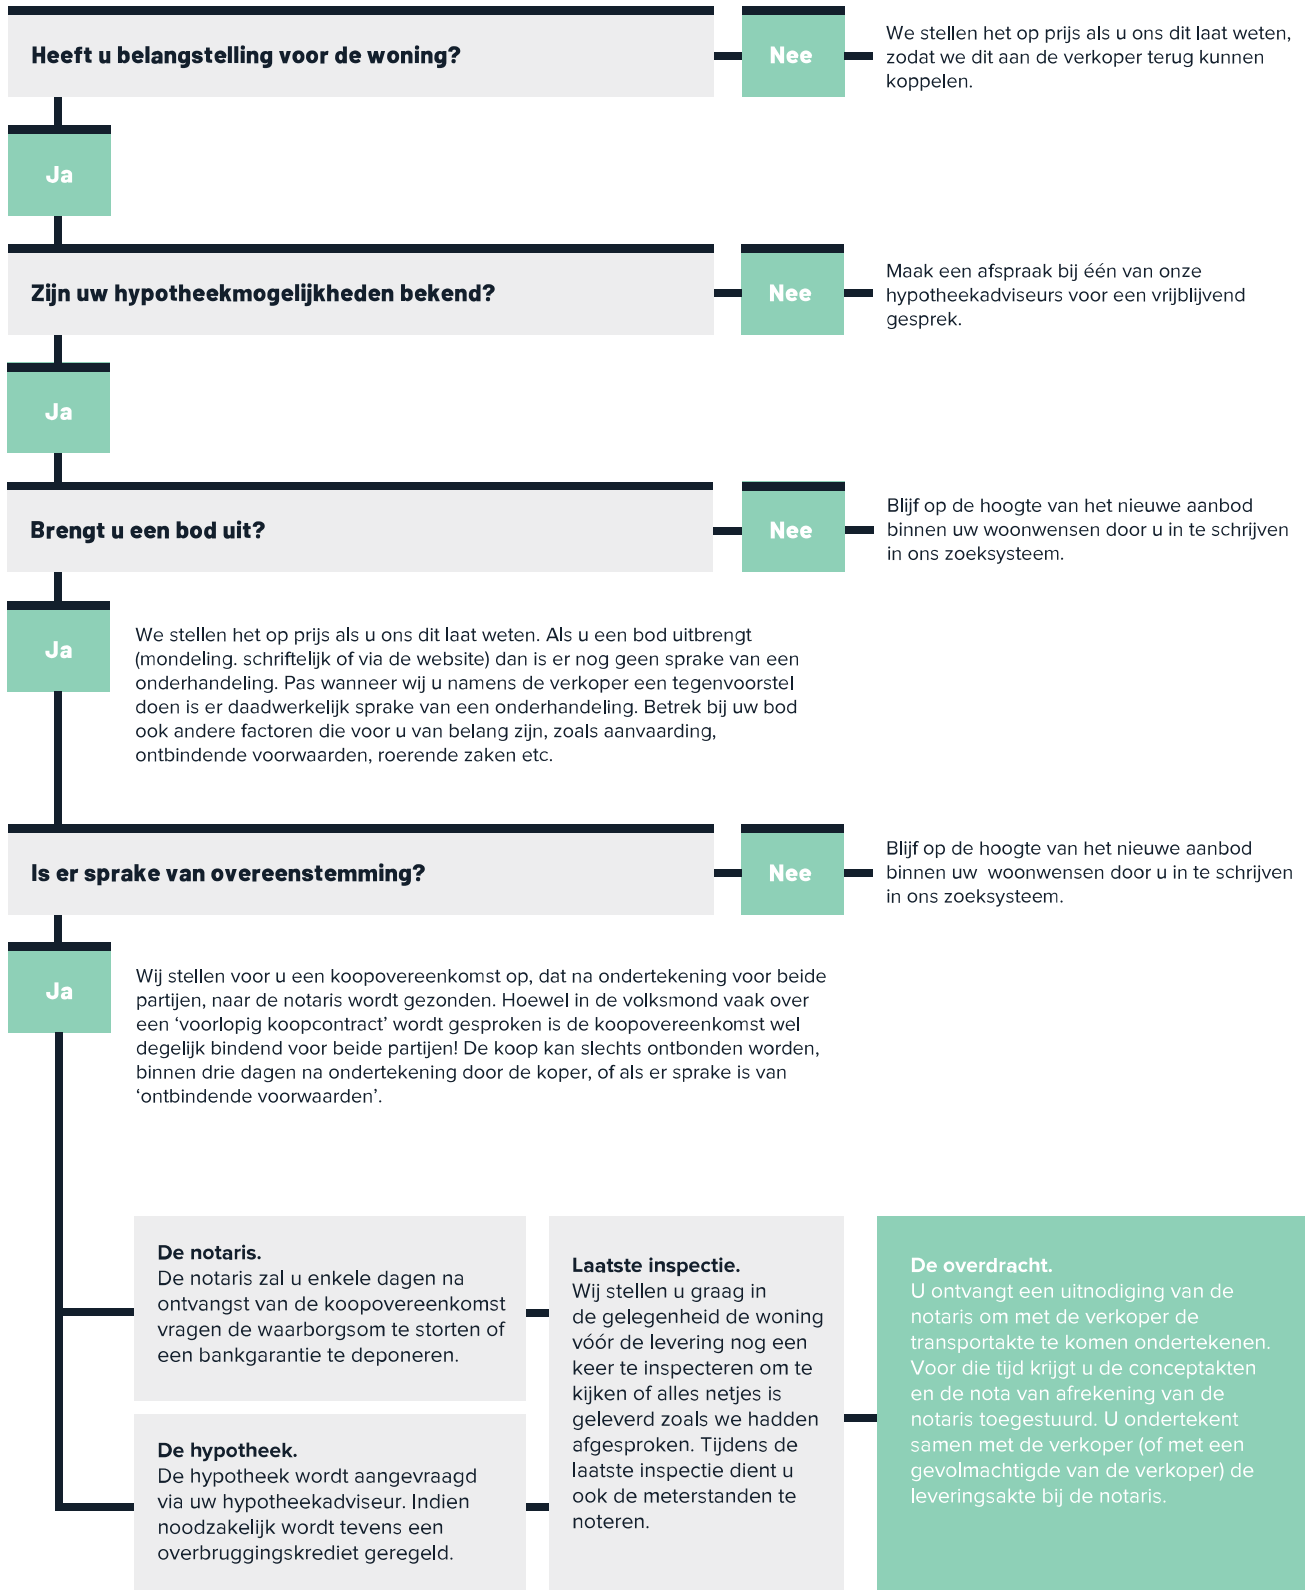 Heeft u belangstelling voor de woning?
Nee
We stellen het op prijs als u ons dit laat weten,
zodat we dit aan de verkoper terug kunnen
koppelen.
Ja
Zijn uw hypotheekmogelijkheden bekend?
Nee
Maak een afspraak bij één van onze
hypotheekadviseurs voor een vrijblijvend
gesprek.
Ja
Brengt u een bod uit?
Nee
Blijf op de hoogte van het nieuwe aanbod
binnen uw woonwensen door u in te schrijven
in ons zoeksysteem.
Ja
We stellen het op prijs als u ons dit laat weten. Als u een bod uitbrengt
(mondeling. schriftelijk of via de website) dan is er nog geen sprake van een
onderhandeling. Pas wanneer wij u namens de verkoper een tegenvoorstel
doen is er daadwerkelijk sprake van een onderhandeling. Betrek bij uw bod
ook andere factoren die voor u van belang zijn, zoals aanvaarding,
ontbindende voorwaarden, roerende zaken etc.
Is er sprake van overeenstemming?
Nee
Blijf op de hoogte van het nieuwe aanbod
binnen uw  woonwensen door u in te schrijven
in ons zoeksysteem.
Ja
Wij stellen voor u een koopovereenkomst op, dat na ondertekening voor beide
partijen, naar de notaris wordt gezonden. Hoewel in de volksmond vaak over
een ‘voorlopig koopcontract’ wordt gesproken is de koopovereenkomst wel
degelijk bindend voor beide partijen! De koop kan slechts ontbonden worden,
binnen drie dagen na ondertekening door de koper, of als er sprake is van
‘ontbindende voorwaarden’.
De notaris.
De notaris zal u enkele dagen na
ontvangst van de koopovereenkomst
vragen de waarborgsom te storten of
een bankgarantie te deponeren.
De hypotheek.
De hypotheek wordt aangevraagd
via uw hypotheekadviseur. Indien
noodzakelijk wordt tevens een
overbruggingskrediet geregeld.
Laatste inspectie.
Wij stellen u graag in
de gelegenheid de woning
vóór de levering nog een
keer te inspecteren om te
kijken of alles netjes is
geleverd zoals we hadden
afgesproken. Tijdens de
laatste inspectie dient u
ook de meterstanden te
noteren.
De overdracht.
U ontvangt een uitnodiging van de
notaris om met de verkoper de
transportakte te komen ondertekenen.
Voor die tijd krijgt u de conceptakten
en de nota van afrekening van de
notaris toegestuurd. U ondertekent
samen met de verkoper (of met een
gevolmachtigde van de verkoper) de
leveringsakte bij de notaris.